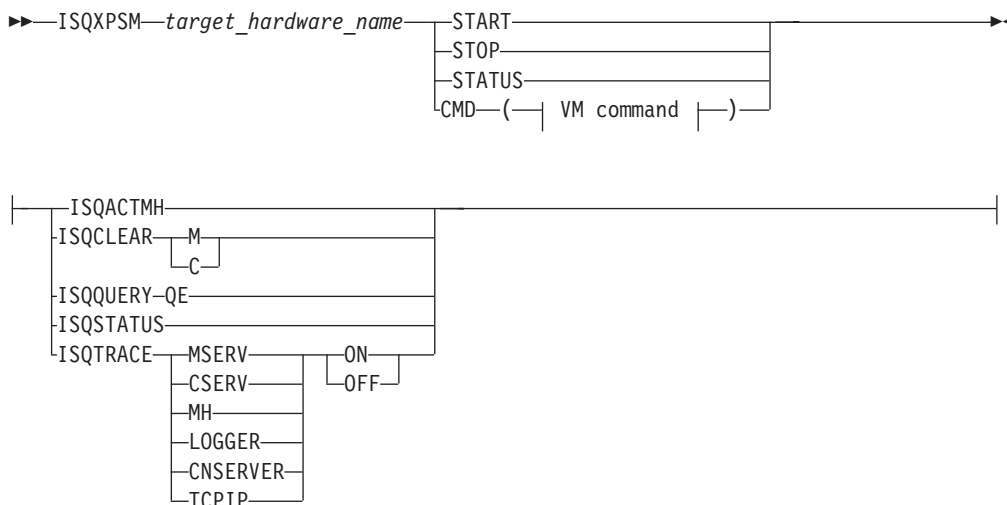 ISQXPSM target_hardware_name START
STOP
STATUS
CMD ( VM command )
ISQACTMH
ISQCLEAR M
C
ISQQUERY QE
ISQSTATUS
ISQTRACE MSERV ON
CSERV OFF
MH
LOGGER
CNSERVER
TCPIP